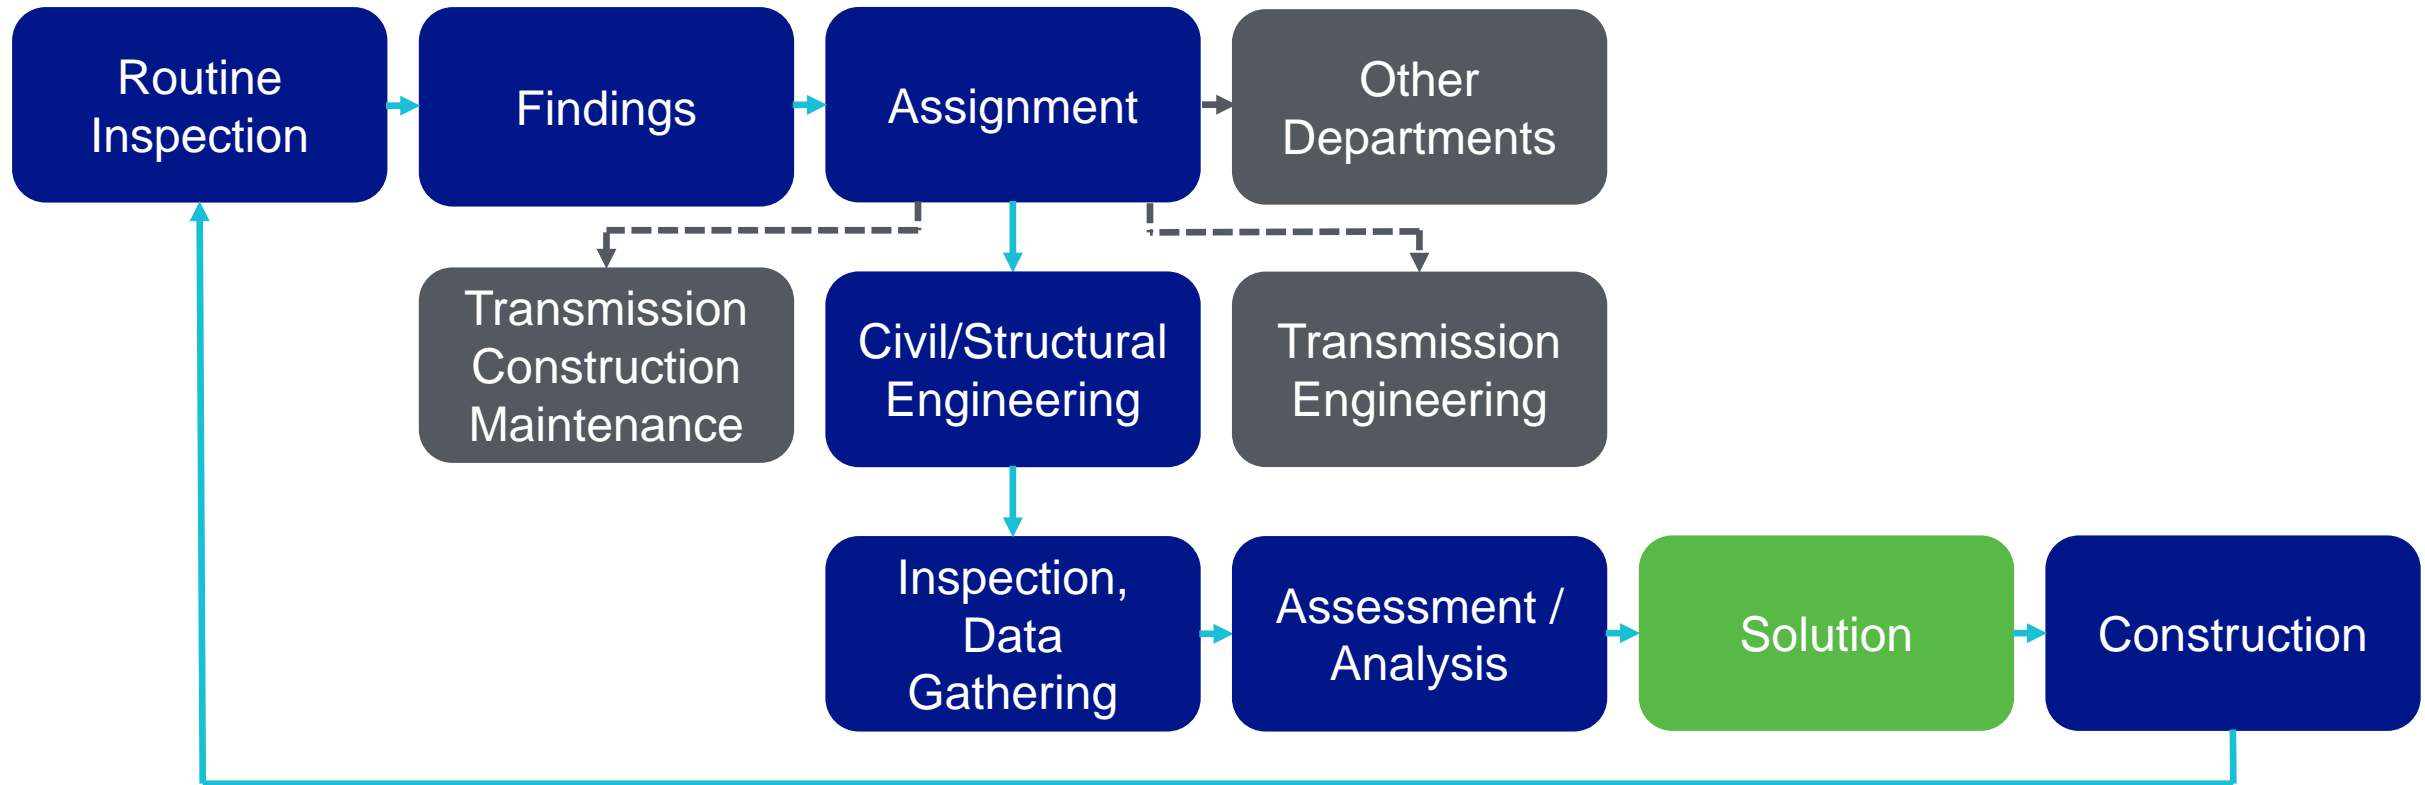 Routine
Inspection
Findings
Assignment
Other
Departments
Transmission
Construction
Maintenance
Civil/Structural
Engineering
Transmission
Engineering
Inspection,
Data
Gathering
Assessment /
Analysis
Solution
Construction